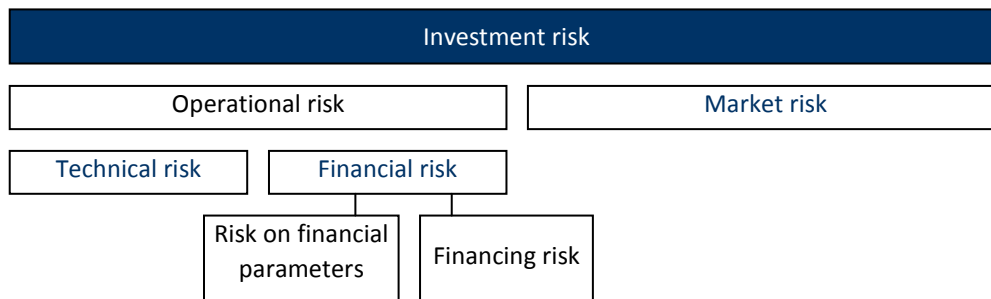 Investment risk
Operational risk
Market risk
Technical risk
Financial risk
Risk on financial
parameters
Financing risk